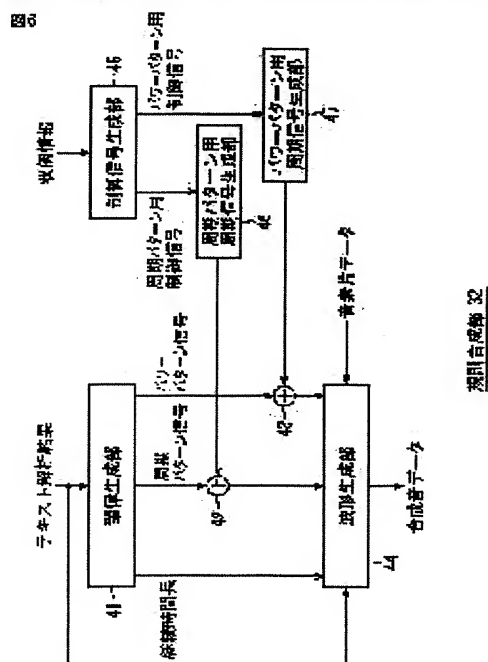 図6
テキスト解析結果
韻律生成部
41
継続時間長
周期
パターン信号
パワー
パターン信号
状態情報
制御信号生成部
46
周期パターン用
制御信号
パワーパターン用
制御信号
周期パターン用
周期信号生成部
48
パワーパターン用
周期信号生成部
47
42
49
音素片データ
波形生成部
44
合成音データ
規則合成部 32